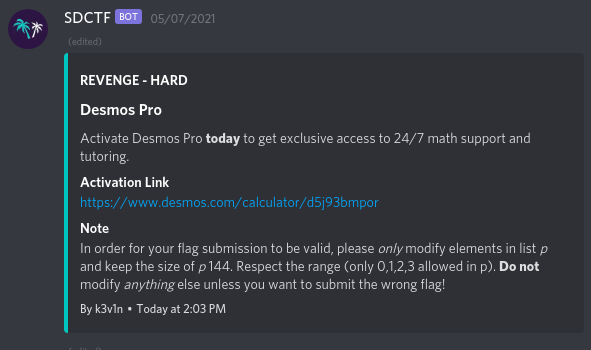 SDCTF BOT 05/07/2021
(edited)
REVENGE - HARD
Desmos Pro
Activate Desmos Pro today to get exclusive access to 24/7 math support and
tutoring.
Activation Link
https://www.desmos.com/calculator/d5j93bmpor
Note
In order for your flag submission to be valid, please only modify elements in list p
and keep the size of p 144. Respect the range (only 0,1,2,3 allowed in p). Do not
modify anything else unless you want to submit the wrong flag!
By k3v1n • Today at 2:03 PM